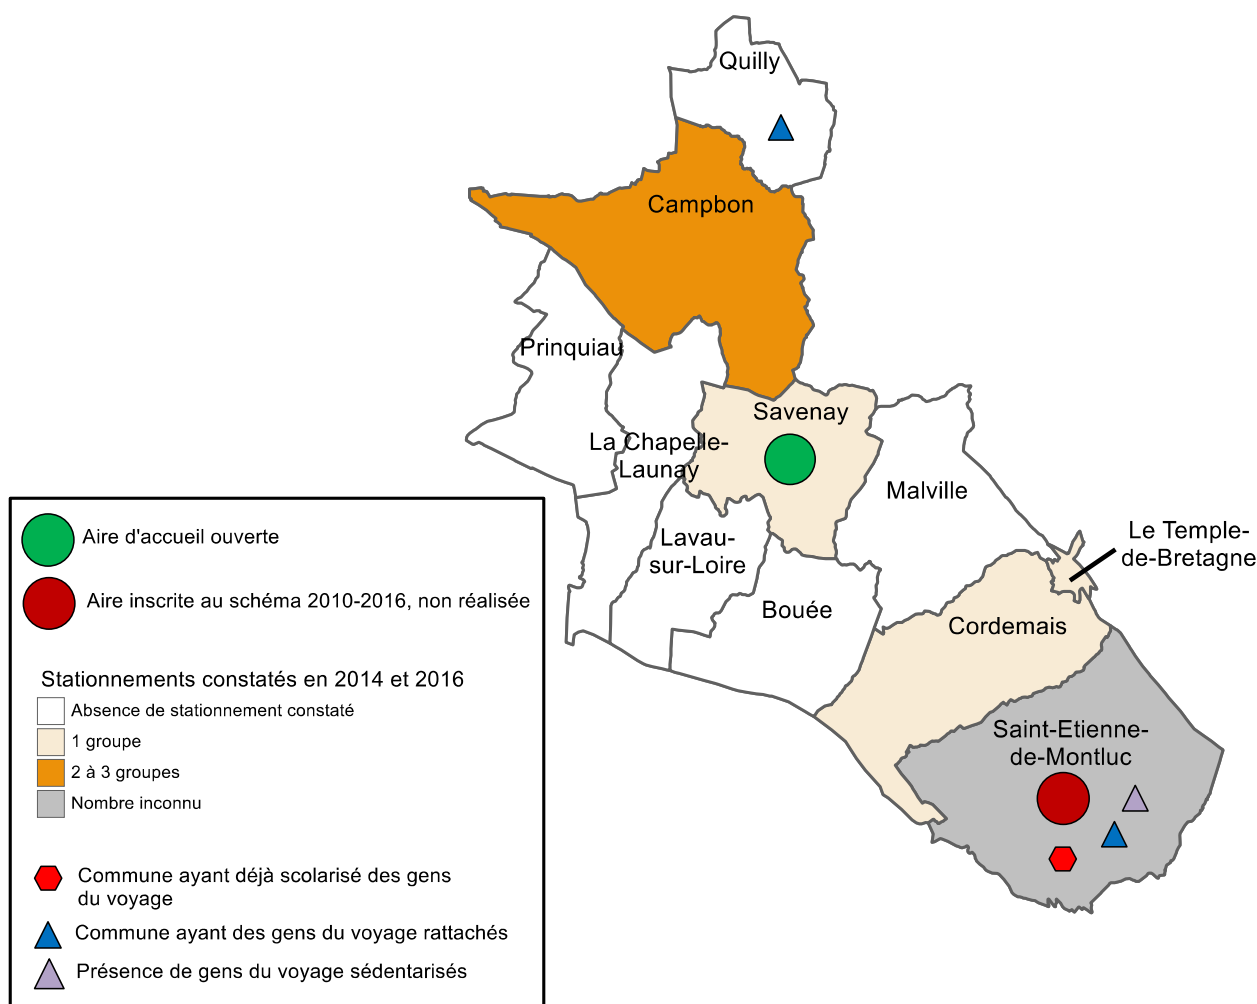 Quilly
Campbon
Prinquiau
Savenay
La Chapelle-
Launay
Malville
Lavau-
sur-Loire
Le Temple-
de-Bretagne
Bouée
Cordemais
Saint-Etienne-
de-Montluc
Aire d'accueil ouverte
Aire inscrite au schéma 2010-2016, non réalisée
Stationnements constatés en 2014 et 2016
Absence de stationnement constaté
1 groupe
2 à 3 groupes
Nombre inconnu
Commune ayant déjà scolarisé des gens
du voyage
Commune ayant des gens du voyage rattachés
Présence de gens du voyage sédentarisés